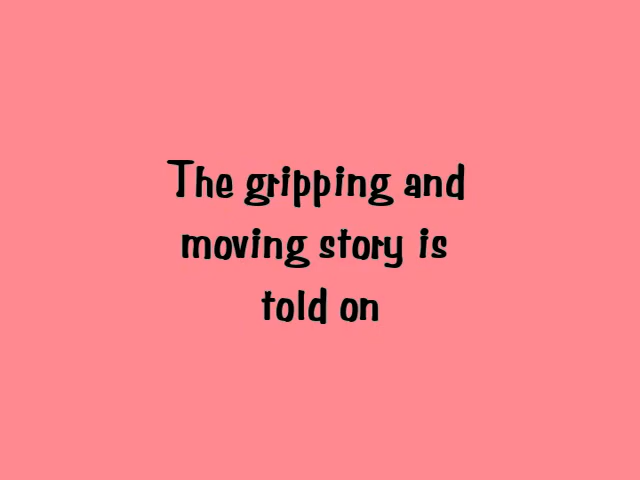 The gripping and
moving story is
told on